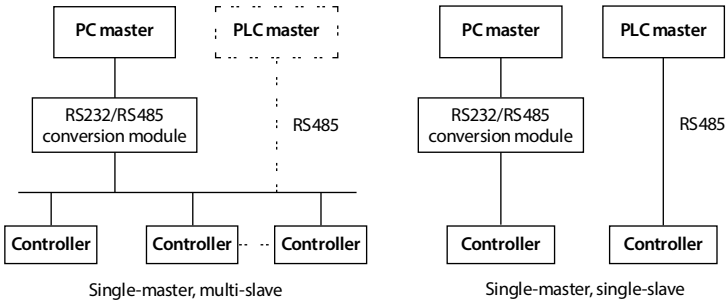 PC master
PLC master
RS232/RS485
conversion module
RS485
Controller
Controller
Controller
Single-master, multi-slave
PC master
PLC master
RS232/RS485
conversion module
RS485
Controller
Controller
Single-master, single-slave